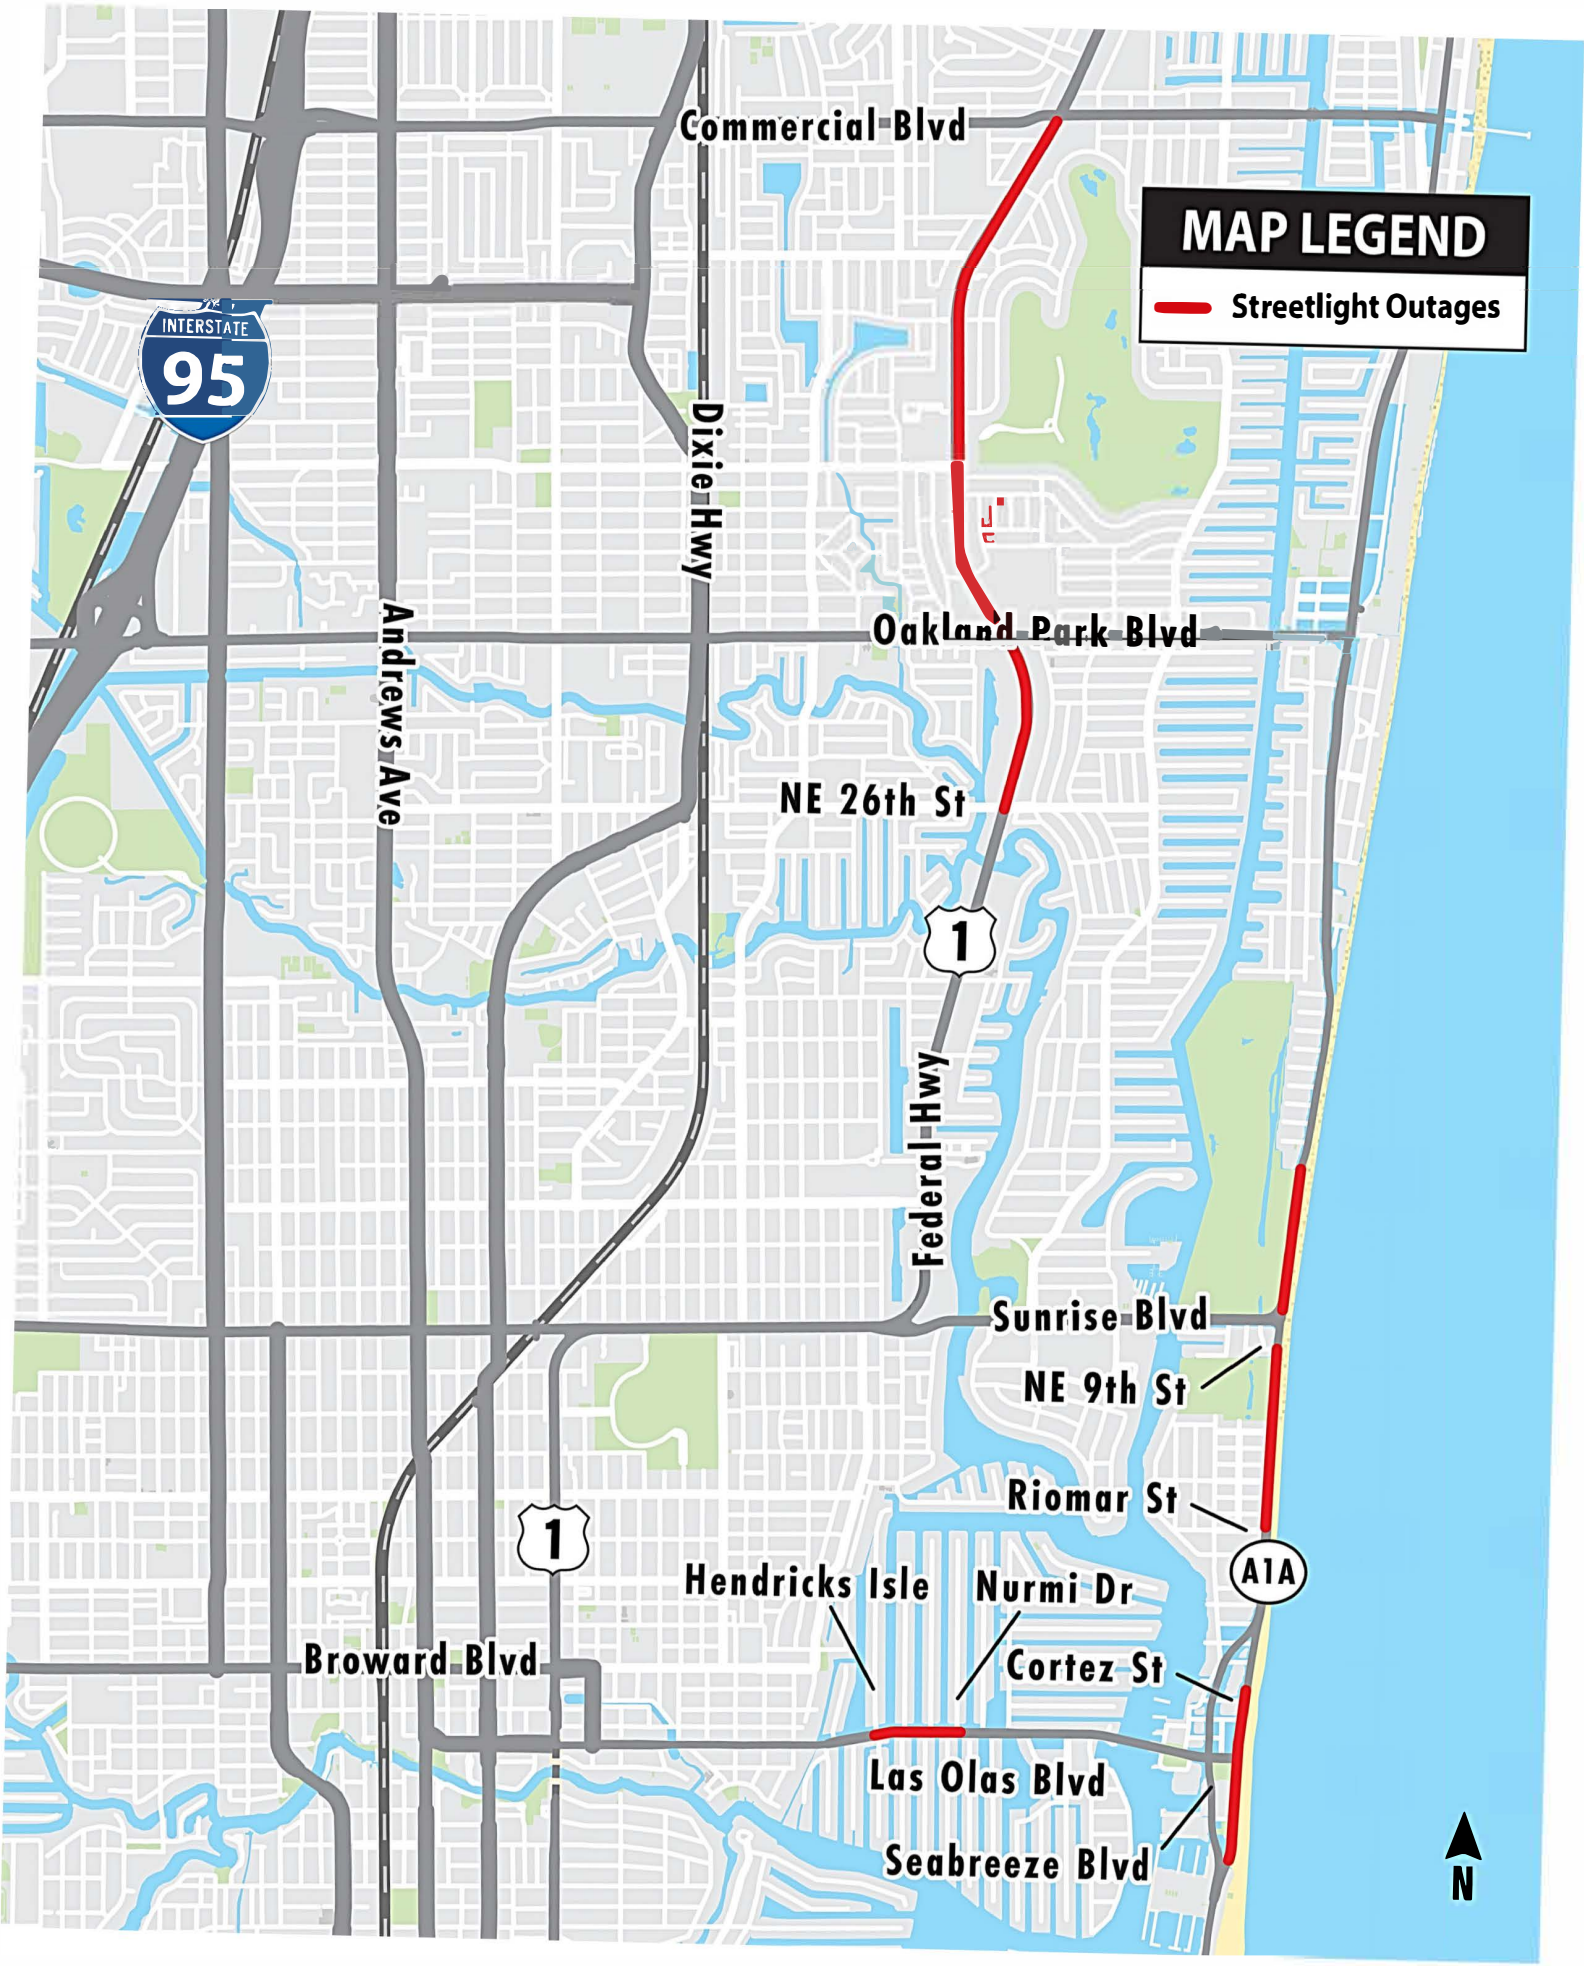 Commercial Blvd
MAP LEGEND
Streetlight Outages
INTERSTATE
95
Dixie Hwy
Andrews Ave
Oakland Park Blvd
NE 26th St
1
Federal Hwy
Sunrise Blvd
NE 9th St
Riomar St
1
A1A
Hendricks Isle
Nurmi Dr
Broward Blvd
Cortez St
Las Olas Blvd
Seabreeze Blvd
N